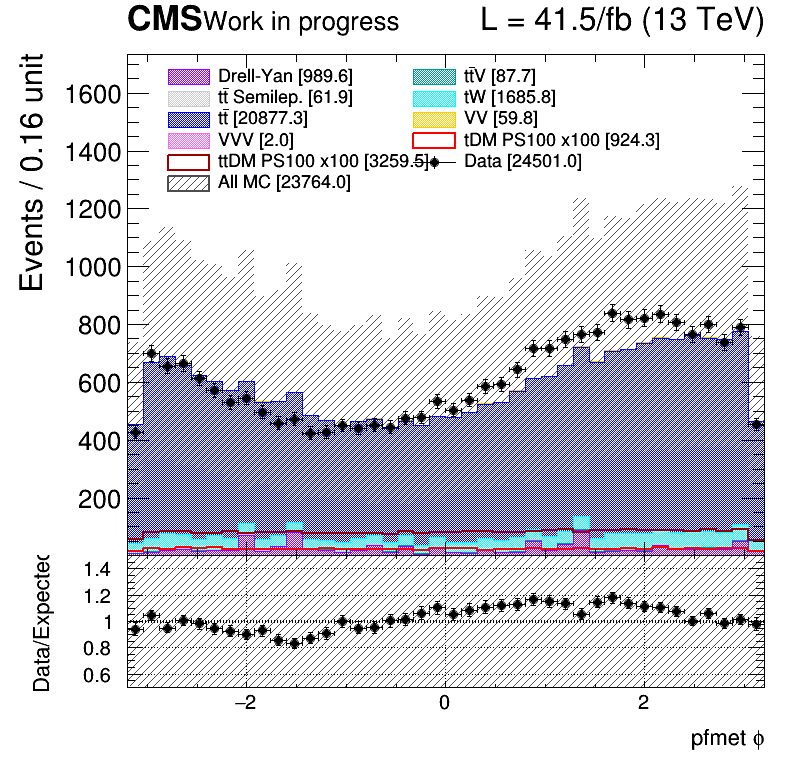 CMS Work in progress L = 41.5/fb (13 TeV)
Events / 0.16 unit
1600
1400
1200
1000
800
600
400
200
Drell-Yan [989.6] tt̄V [87.7]
tt̄ Semilep. [61.9] tW [1685.8]
tt̄ [20877.3] VV [59.8]
VVV [2.0] tDM PS100 x100 [924.3]
ttDM PS100 x100 [3259.5] Data [24501.0]
All MC [23764.0]
Data/Expected
1.4
1.2
1
0.8
0.6
−2 0 2
pfmet ϕ